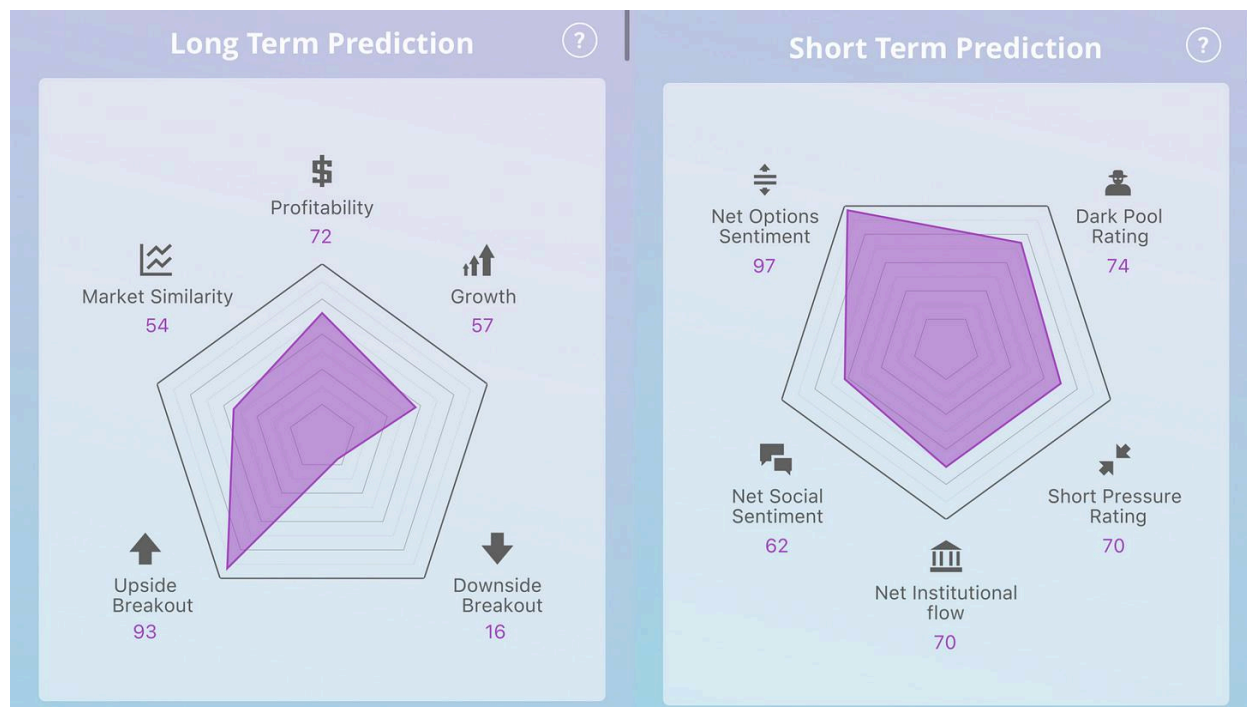 Long Term Prediction
?
$
Profitability
72
Market Similarity
54
Growth
57
Upside
Breakout
93
Downside
Breakout
16
Short Term Prediction
?
Net Options
Sentiment
97
Dark Pool
Rating
74
Net Social
Sentiment
62
Short Pressure
Rating
70
Net Institutional
flow
70